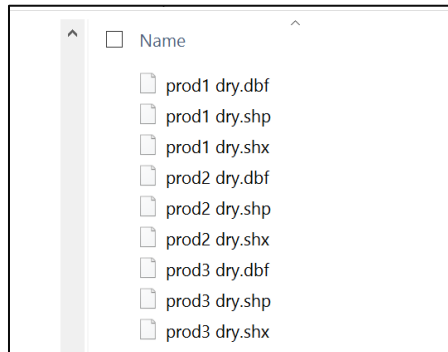 Name
prod1 dry.dbf
prod1 dry.shp
prod1 dry.shx
prod2 dry.dbf
prod2 dry.shp
prod2 dry.shx
prod3 dry.dbf
prod3 dry.shp
prod3 dry.shx